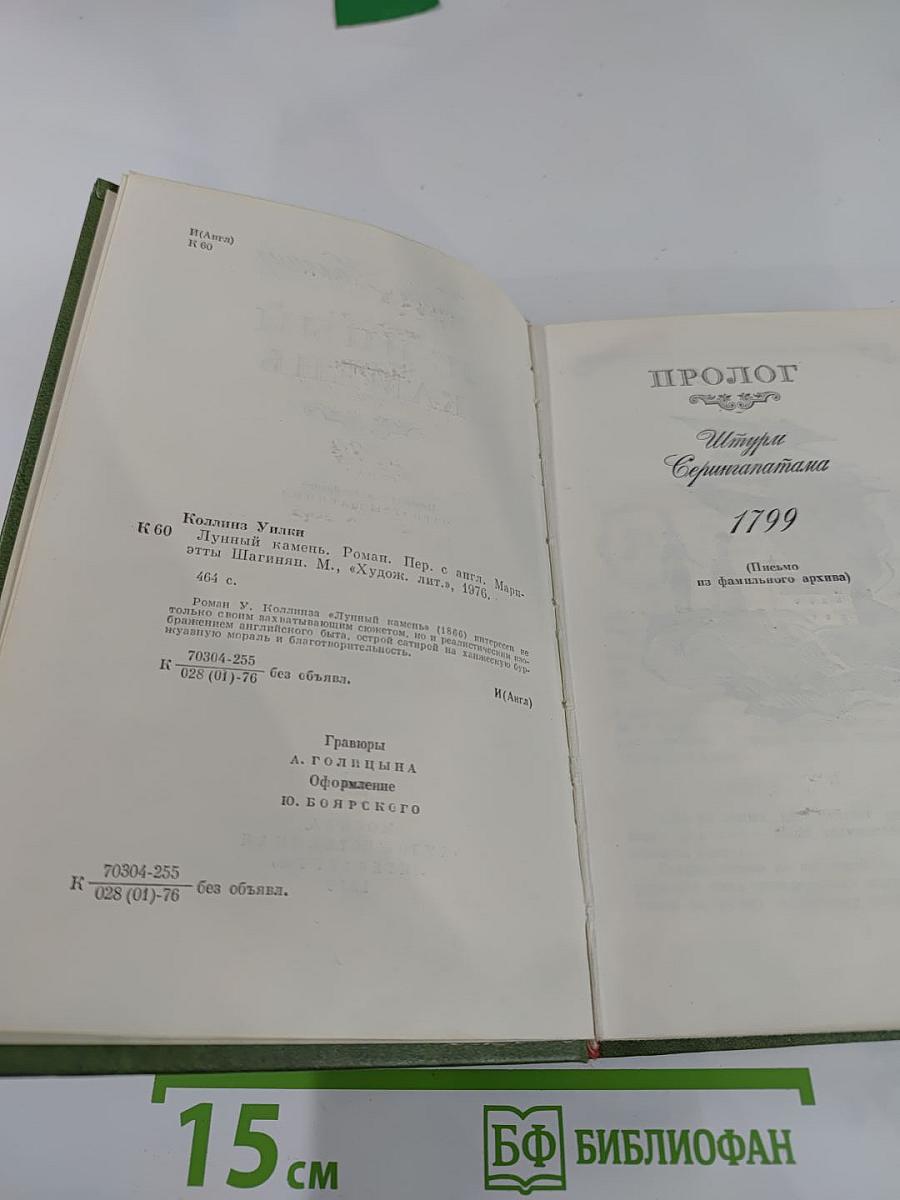 И(Англ)
К 60
Коллинз Уилки
К 60
Лунный камень. Роман. Пер. с англ. Мари-
этты Шагинян. М., «Худож. лит.», 1976.
464 с.
Роман У. Коллинза «Лунный камень» (1866) интересен не
только своим захватывающим сюжетом, но и реалистическим изо-
бражением английского быта, острой сатирой на ханжескую бур-
жуазную мораль и благотворительность.
К 70304-255
028 (01)-76 без объявл.
И(Англ)
Гравюры
А. ГОЛИЦЫНА
Оформление
Ю. БОЯРСКОГО
К 70304-255
028 (01)-76 без объявл.
ПРОЛОГ
Штурм
Серингапатама
1799
(Письмо
из фамильного архива)
15 см
БФ БИБЛИОФАН